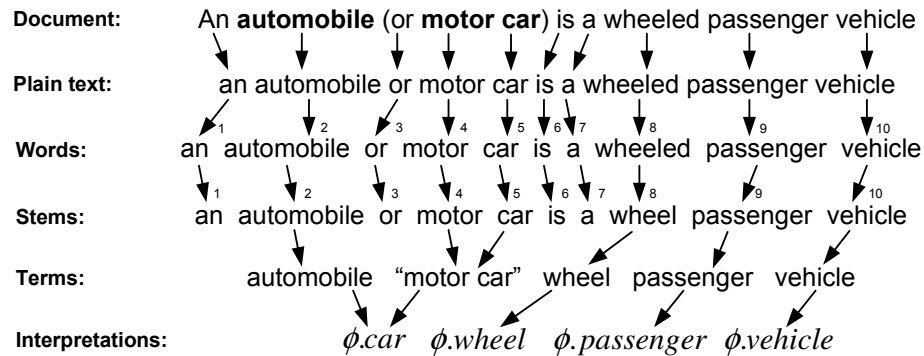 Document: An automobile (or motor car) is a wheeled passenger vehicle
Plain text: an automobile or motor car is a wheeled passenger vehicle
1 2 3 4 5 6 7 8 9 10
Words: an automobile or motor car is a wheeled passenger vehicle
1 2 3 4 5 6 7 8 9 10
Stems: an automobile or motor car is a wheel passenger vehicle
Terms: automobile “motor car” wheel passenger vehicle
Interpretations: ϕ.car ϕ.wheel ϕ.passenger ϕ.vehicle